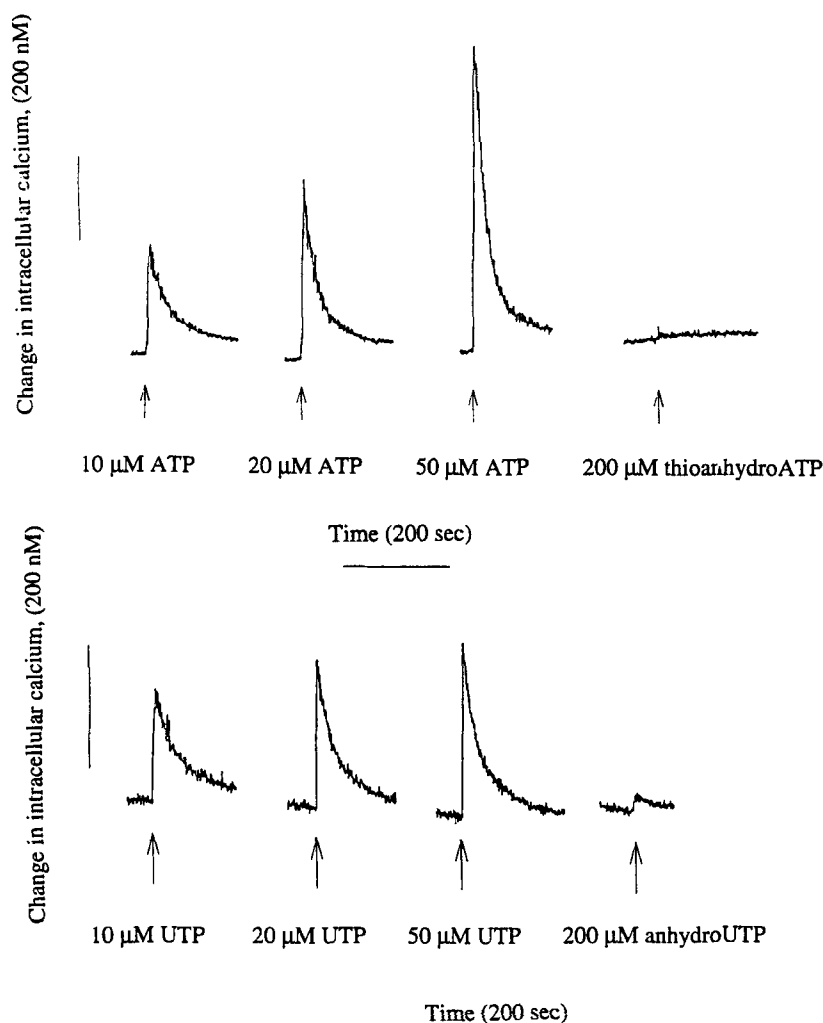 Change in intracellular calcium, (200 nM)
10 μM ATP
20 μM ATP
50 μM ATP
200 μM thioanhydroATP
Time (200 sec)
Change in intracellular calcium, (200 nM)
10 μM UTP
20 μM UTP
50 μM UTP
200 μM anhydroUTP
Time (200 sec)